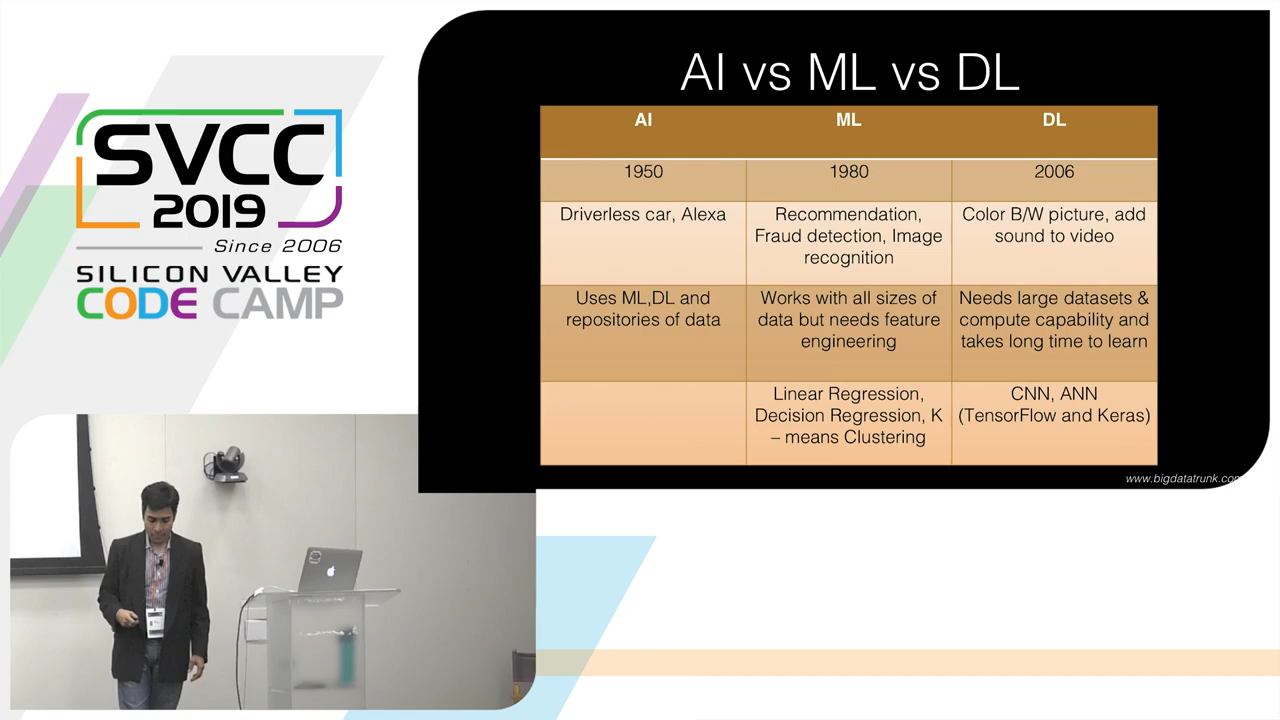 SVCC
2019
Since 2006
SILICON VALLEY
CODE CAMP
AI vs ML vs DL
AI ML DL
1950 1980 2006
Driverless car, Alexa
Recommendation,
Fraud detection, Image
recognition
Color B/W picture, add
sound to video
Uses ML,DL and
repositories of data
Works with all sizes of
data but needs feature
engineering
Needs large datasets &
compute capability and
takes long time to learn
Linear Regression,
Decision Regression, K
– means Clustering
CNN, ANN
(TensorFlow and Keras)
www.bigdatatrunk.com